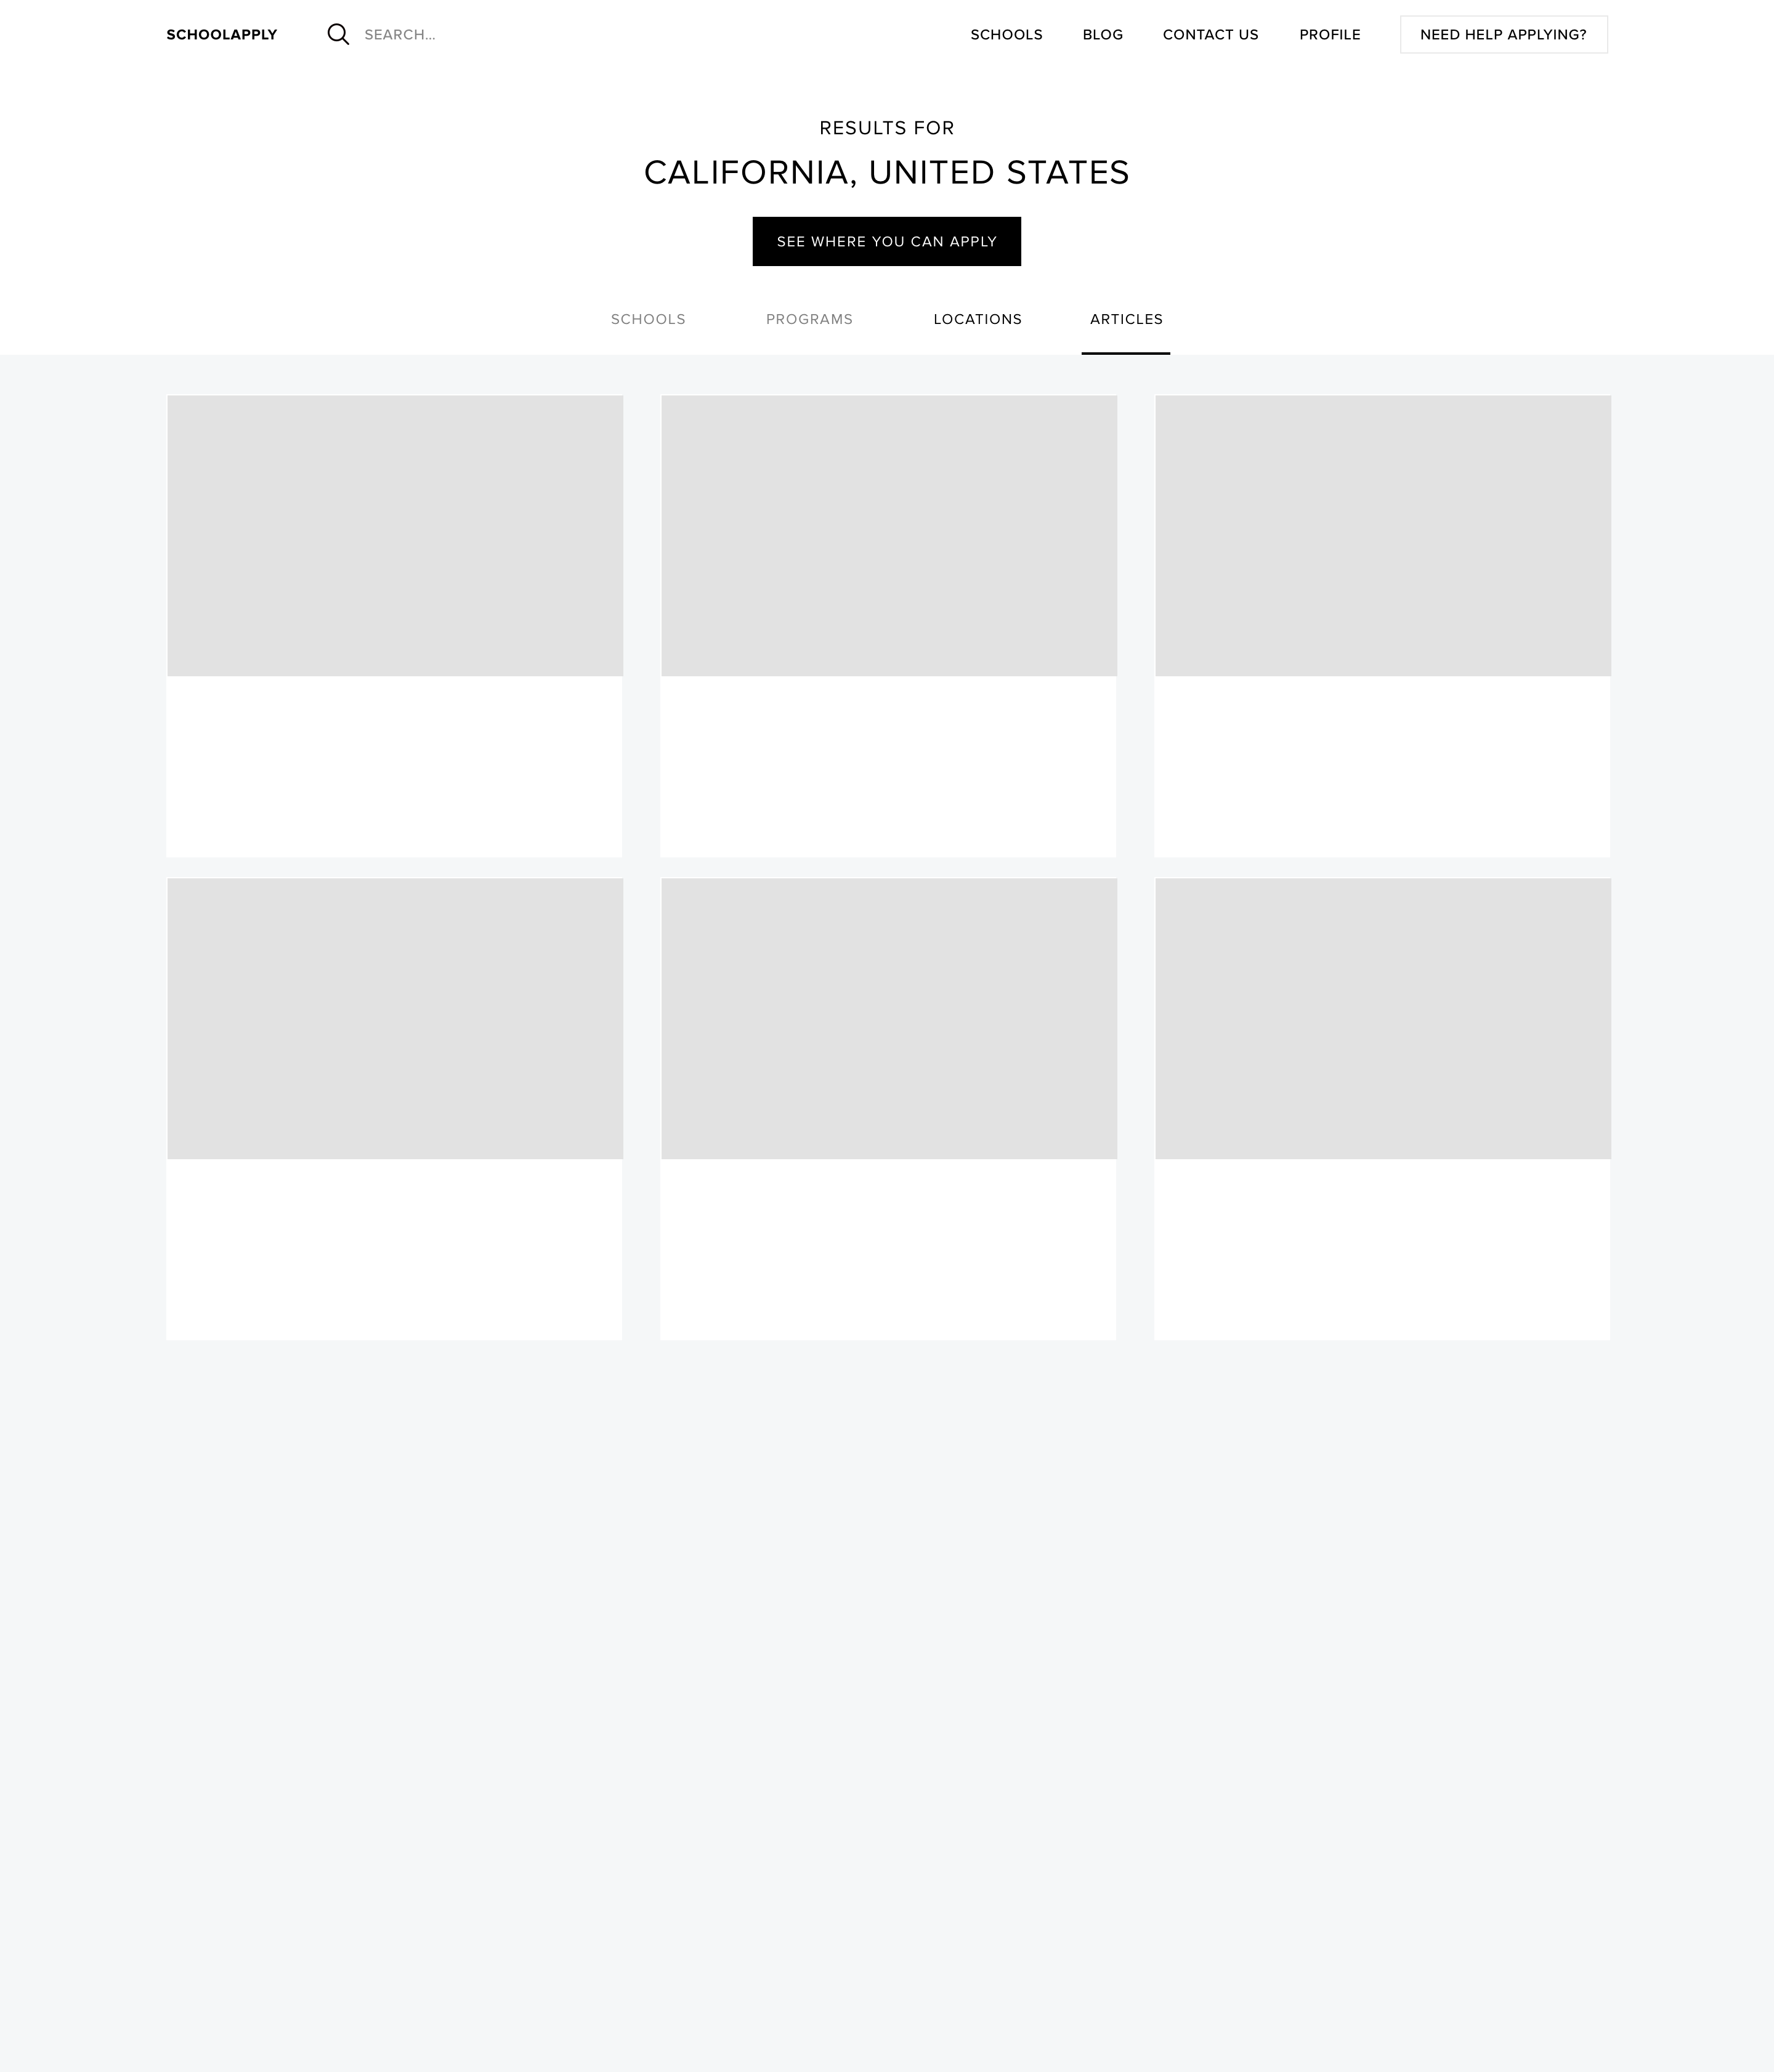 SCHOOLAPPLY SEARCH... SCHOOLS BLOG CONTACT US PROFILE NEED HELP APPLYING?
RESULTS FOR
CALIFORNIA, UNITED STATES
SEE WHERE YOU CAN APPLY
SCHOOLS PROGRAMS LOCATIONS ARTICLES